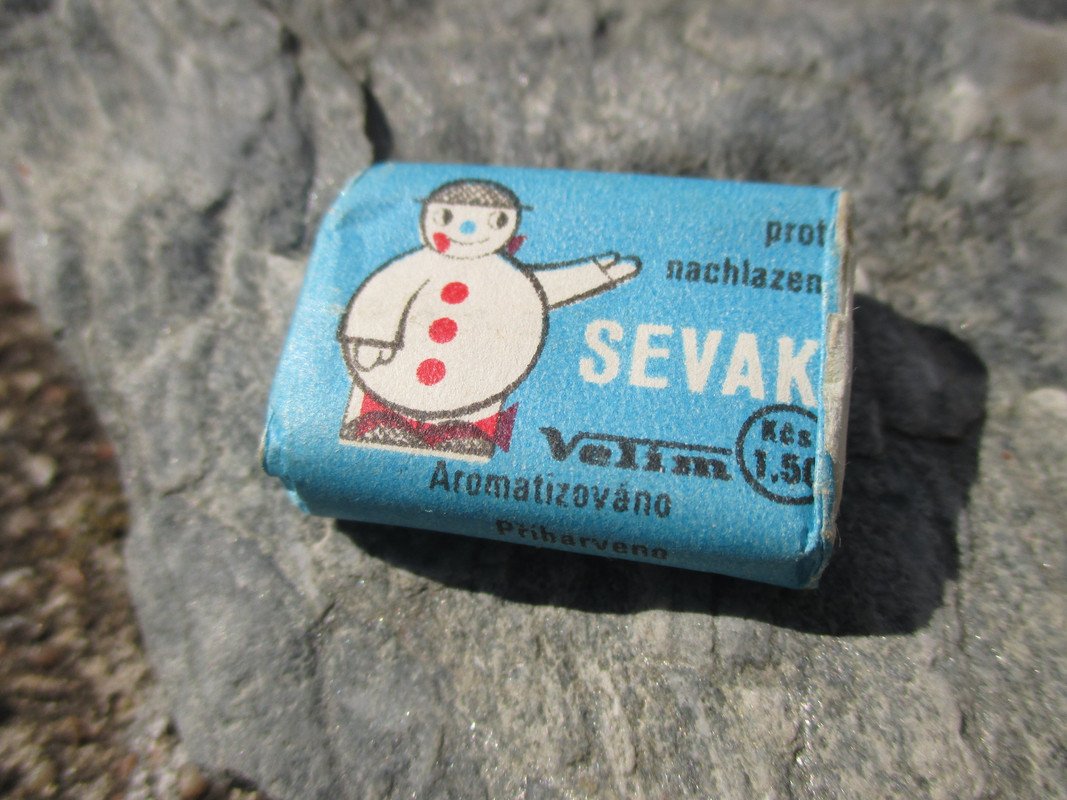 prot
nachlazen
SEVAK
Velim
Kčs
1,50
Aromatizováno
Přibarveno